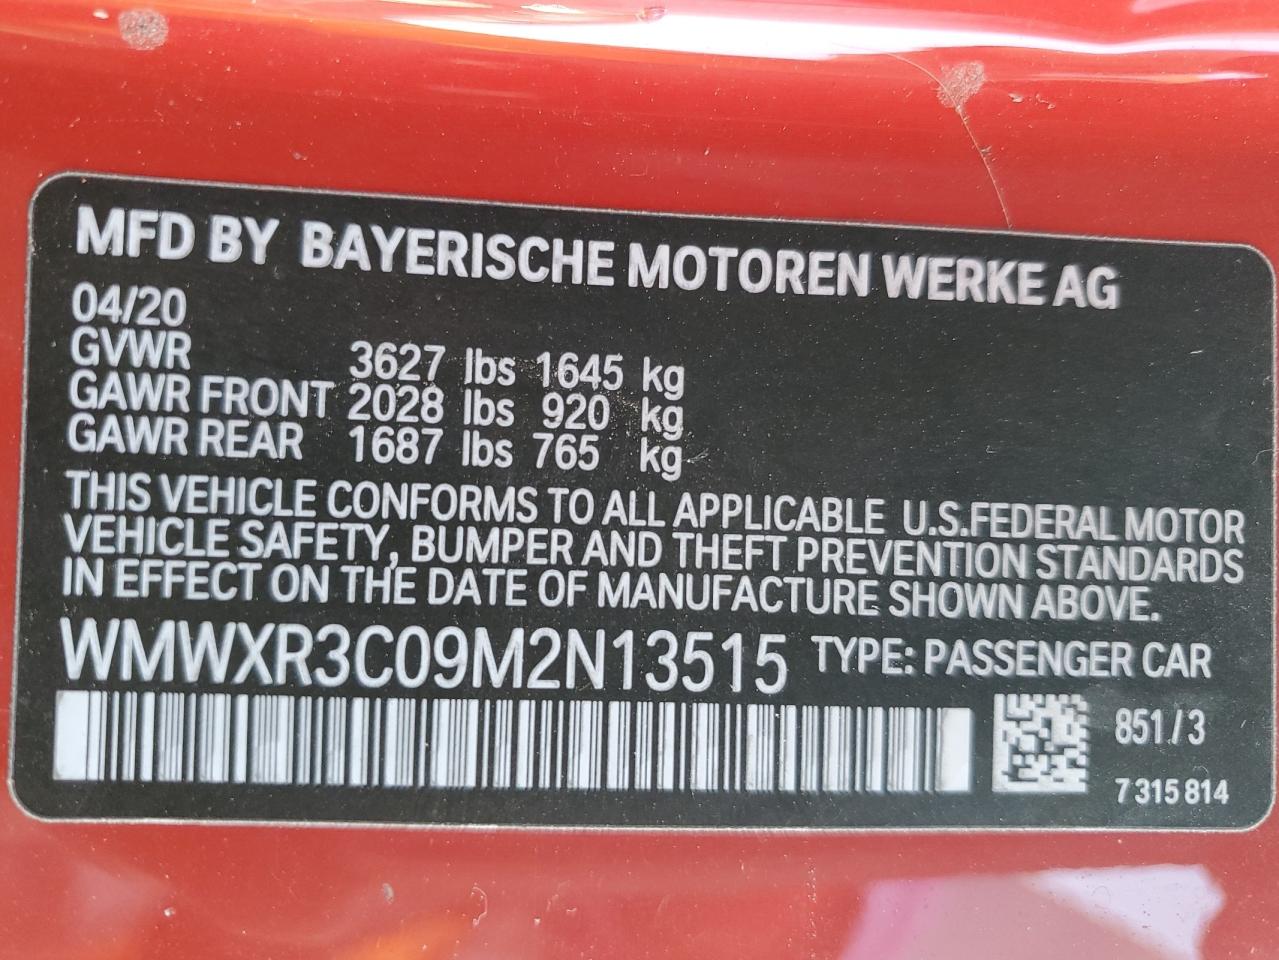 MFD BY BAYERISCHE MOTOREN WERKE AG
04/20
GVWR 3627 lbs 1645 kg
GAWR FRONT 2028 lbs 920 kg
GAWR REAR 1687 lbs 765 kg
THIS VEHICLE CONFORMS TO ALL APPLICABLE U.S.FEDERAL MOTOR
VEHICLE SAFETY, BUMPER AND THEFT PREVENTION STANDARDS
IN EFFECT ON THE DATE OF MANUFACTURE SHOWN ABOVE.
WMWXR3C09M2N13515 TYPE: PASSENGER CAR
851/3
7 315 814